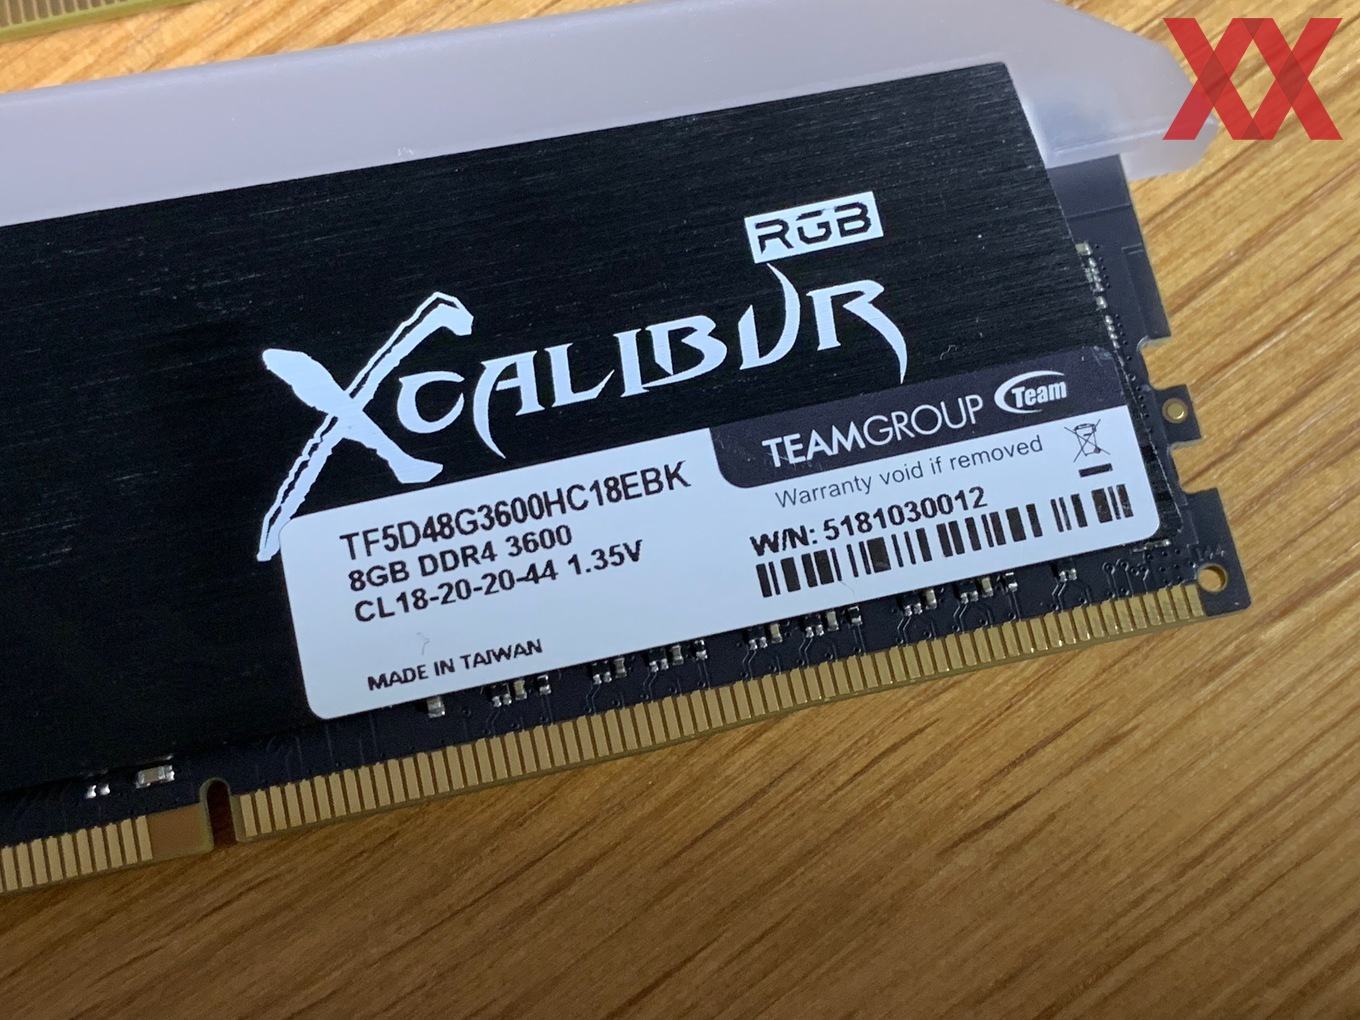 RGB
XCALIBUR
TEAMGROUP Team
Warranty void if removed
TF5D48G3600HC18EBK
8GB DDR4 3600
CL18-20-20-44 1.35V
W/N: 5181030012
MADE IN TAIWAN
XX